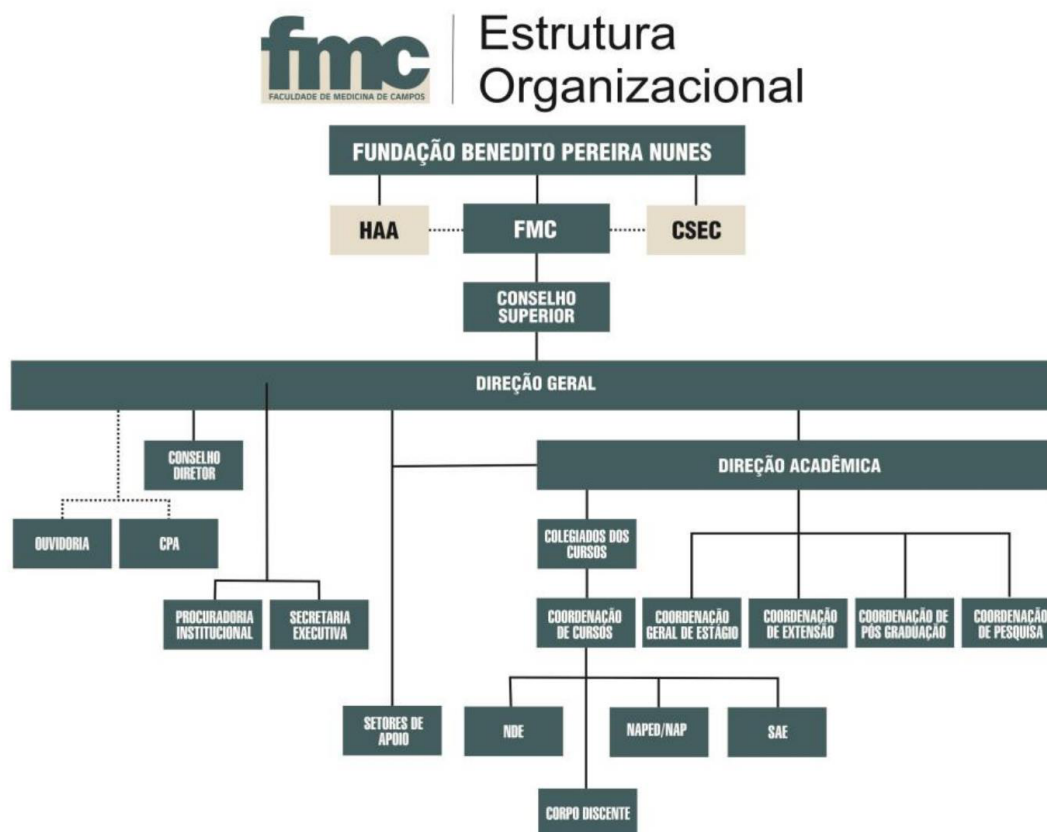 fmc
FACULDADE DE MEDICINA DE CAMPOS
Estrutura
Organizacional
FUNDAÇÃO BENEDITO PEREIRA NUNES
HAA
FMC
CSEC
CONSELHO
SUPERIOR
DIREÇÃO GERAL
CONSELHO
DIRETOR
DIREÇÃO ACADÊMICA
OUVIDORIA
CPA
COLEGIADOS DOS
CURSOS
PROCURADORIA
INSTITUCIONAL
SECRETARIA
EXECUTIVA
COORDENAÇÃO
DE CURSOS
COORDENAÇÃO
GERAL DE ESTÁGIO
COORDENAÇÃO
DE EXTENSÃO
COORDENAÇÃO DE
PÓS GRADUAÇÃO
COORDENAÇÃO
DE PESQUISA
SETORES DE
APOIO
NDE
NAPED/NAP
SAE
CORPO DISCENTE